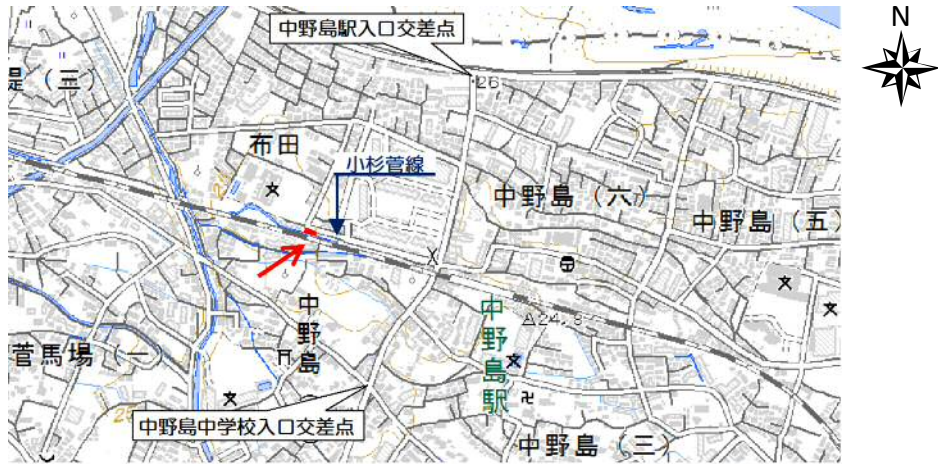 中野島駅入口交差点
N
26
堤（三）
布田
小杉菅線
中野島（六）
中野島（五）
中野島
中野島駅
△24.8
菅馬場（一）
中野島中学校入口交差点
中野島（三）